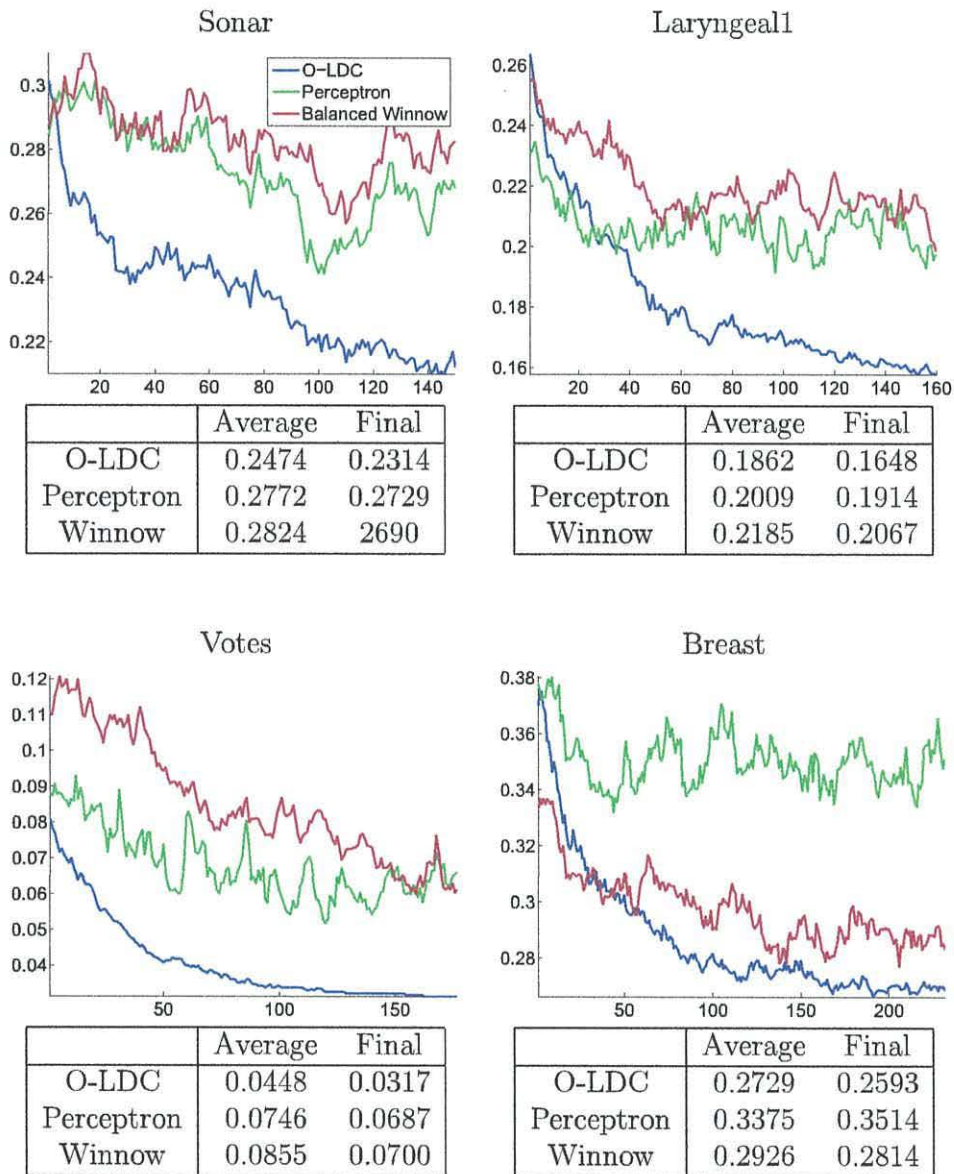 Sonar
0.3
0.28
0.26
0.24
0.22
O-LDC
Perceptron
Balanced Winnow
20 40 60 80 100 120 140
Average Final
O-LDC 0.2474 0.2314
Perceptron 0.2772 0.2729
Winnow 0.2824 2690
Laryngeal1
0.26
0.24
0.22
0.2
0.18
0.16
20 40 60 80 100 120 140 160
Average Final
O-LDC 0.1862 0.1648
Perceptron 0.2009 0.1914
Winnow 0.2185 0.2067
Votes
0.12
0.11
0.1
0.09
0.08
0.07
0.06
0.05
0.04
50 100 150
Average Final
O-LDC 0.0448 0.0317
Perceptron 0.0746 0.0687
Winnow 0.0855 0.0700
Breast
0.38
0.36
0.34
0.32
0.3
0.28
50 100 150 200
Average Final
O-LDC 0.2729 0.2593
Perceptron 0.3375 0.3514
Winnow 0.2926 0.2814